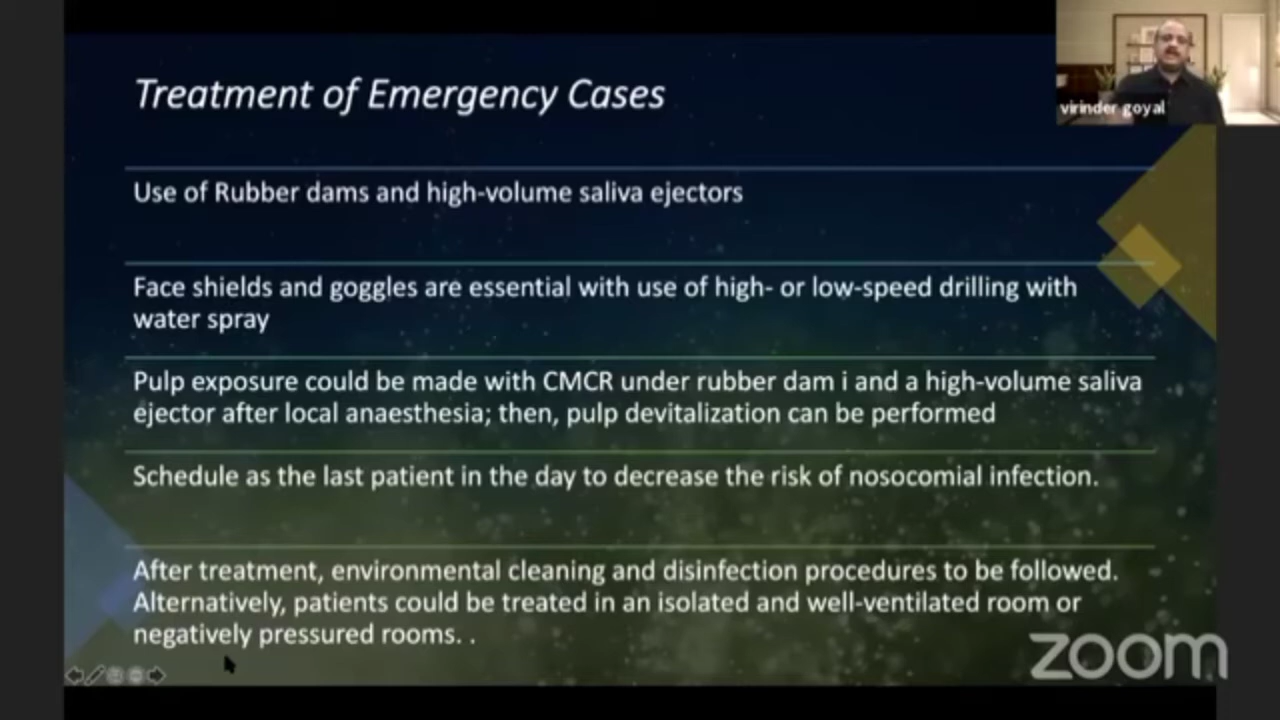 Treatment of Emergency Cases
virinder goyal
Use of Rubber dams and high-volume saliva ejectors
Face shields and goggles are essential with use of high- or low-speed drilling with
water spray
Pulp exposure could be made with CMCR under rubber dam i and a high-volume saliva
ejector after local anaesthesia; then, pulp devitalization can be performed
Schedule as the last patient in the day to decrease the risk of nosocomial infection.
After treatment, environmental cleaning and disinfection procedures to be followed.
Alternatively, patients could be treated in an isolated and well-ventilated room or
negatively pressured rooms. .
zoom